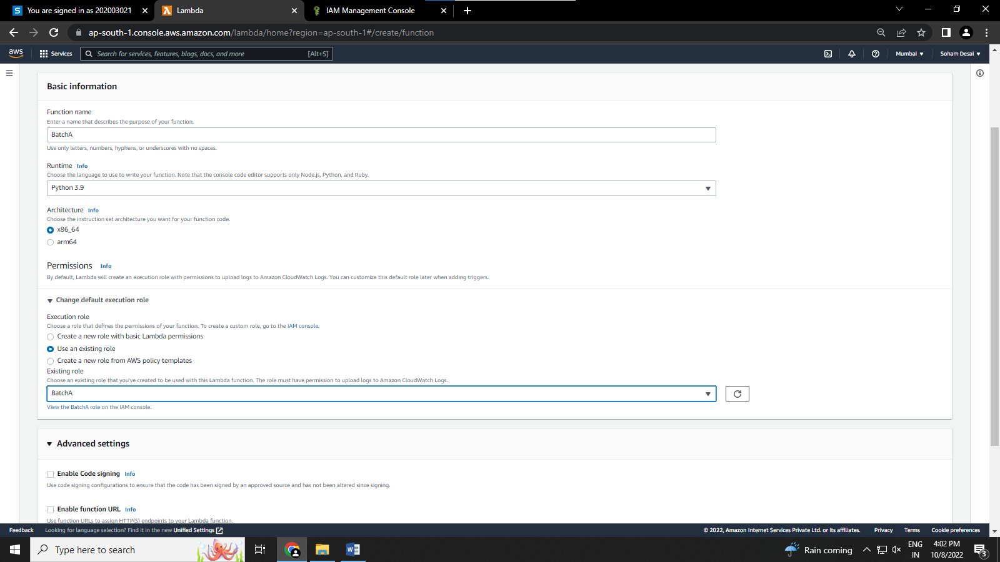 You are signed in as 202003021
Lambda
IAM Management Console
ap-south-1.console.aws.amazon.com/lambda/home?region=ap-south-1#/create/function
aws
Services
Search for services, features, blogs, docs, and more
[Alt+S]
Mumbai
Soham Desai
Basic information
Function name
Enter a name that describes the purpose of your function.
BatchA
Use only letters, numbers, hyphens, or underscores with no spaces.
Runtime Info
Choose the language to use to write your function. Note that the console code editor supports only Node.js, Python, and Ruby.
Python 3.9
Architecture Info
Choose the instruction set architecture you want for your function code.
x86_64
arm64
Permissions Info
By default, Lambda will create an execution role with permissions to upload logs to Amazon CloudWatch Logs. You can customize this default role later when adding triggers.
Change default execution role
Execution role
Choose a role that defines the permissions of your function. To create a custom role, go to the IAM console.
Create a new role with basic Lambda permissions
Use an existing role
Create a new role from AWS policy templates
Existing role
Choose an existing role that you've created to be used with this Lambda function. The role must have permission to upload logs to Amazon CloudWatch Logs.
BatchA
View the BatchA role on the IAM console.
Advanced settings
Enable Code signing Info
Use code signing configurations to ensure that the code has been signed by an approved source and has not been altered since signing.
Enable function URL Info
Use function URLs to assign HTTP(S) endpoints to your Lambda function.
Feedback
Looking for language selection? Find it in the new Unified Settings
© 2022, Amazon Internet Services Private Ltd. or its affiliates.
Privacy
Terms
Cookie preferences
Type here to search
Rain coming
ENG
IN
4:02 PM
10/8/2022
3